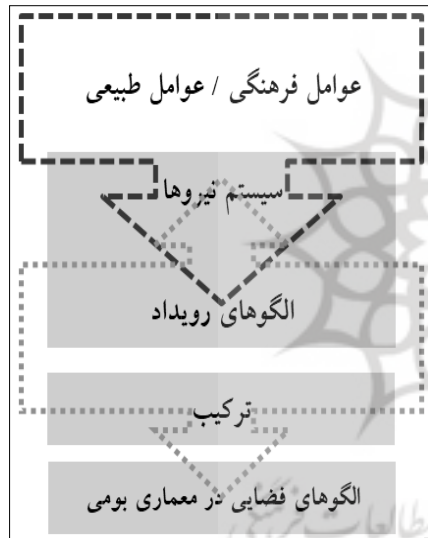 عوامل فرهنگی / عوامل طبیعی
سیستم نیروها
الگوهای رویداد
ترکیب
الگوهای فضایی در معماری بومی